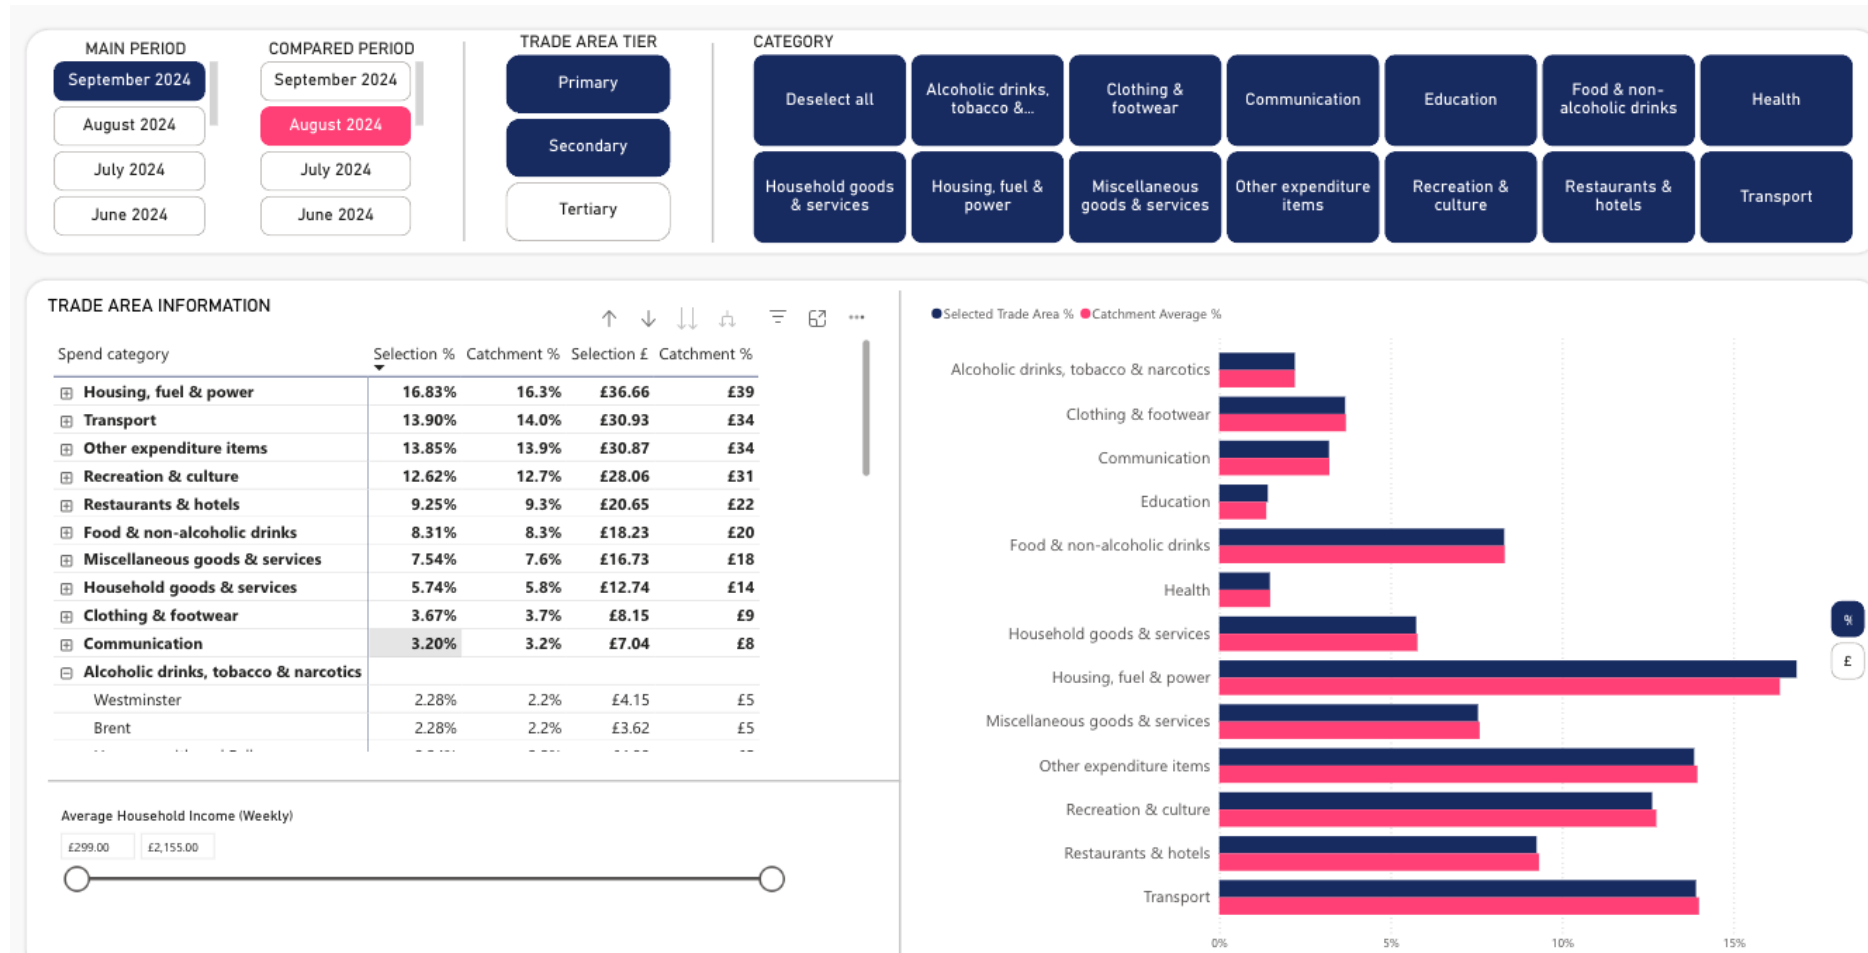 MAIN PERIOD
September 2024
August 2024
July 2024
June 2024
COMPARED PERIOD
September 2024
August 2024
July 2024
June 2024
TRADE AREA TIER
Primary
Secondary
Tertiary
CATEGORY
Deselect all
Alcoholic drinks,
tobacco &...
Clothing &
footwear
Communication
Education
Food & non-
alcoholic drinks
Health
Household goods
& services
Housing, fuel &
power
Miscellaneous
goods & services
Other expenditure
items
Recreation &
culture
Restaurants &
hotels
Transport
TRADE AREA INFORMATION
Spend category Selection % Catchment % Selection £ Catchment %
Housing, fuel & power 16.83% 16.3% £36.66 £39
Transport 13.90% 14.0% £30.93 £34
Other expenditure items 13.85% 13.9% £30.87 £34
Recreation & culture 12.62% 12.7% £28.06 £31
Restaurants & hotels 9.25% 9.3% £20.65 £22
Food & non-alcoholic drinks 8.31% 8.3% £18.23 £20
Miscellaneous goods & services 7.54% 7.6% £16.73 £18
Household goods & services 5.74% 5.8% £12.74 £14
Clothing & footwear 3.67% 3.7% £8.15 £9
Communication 3.20% 3.2% £7.04 £8
Alcoholic drinks, tobacco & narcotics
Westminster 2.28% 2.2% £4.15 £5
Brent 2.28% 2.2% £3.62 £5
Average Household Income (Weekly)
£299.00 £2,155.00
Selected Trade Area % Catchment Average %
Alcoholic drinks, tobacco & narcotics
Clothing & footwear
Communication
Education
Food & non-alcoholic drinks
Health
Household goods & services
Housing, fuel & power
Miscellaneous goods & services
Other expenditure items
Recreation & culture
Restaurants & hotels
Transport
0% 5% 10% 15%
%
£